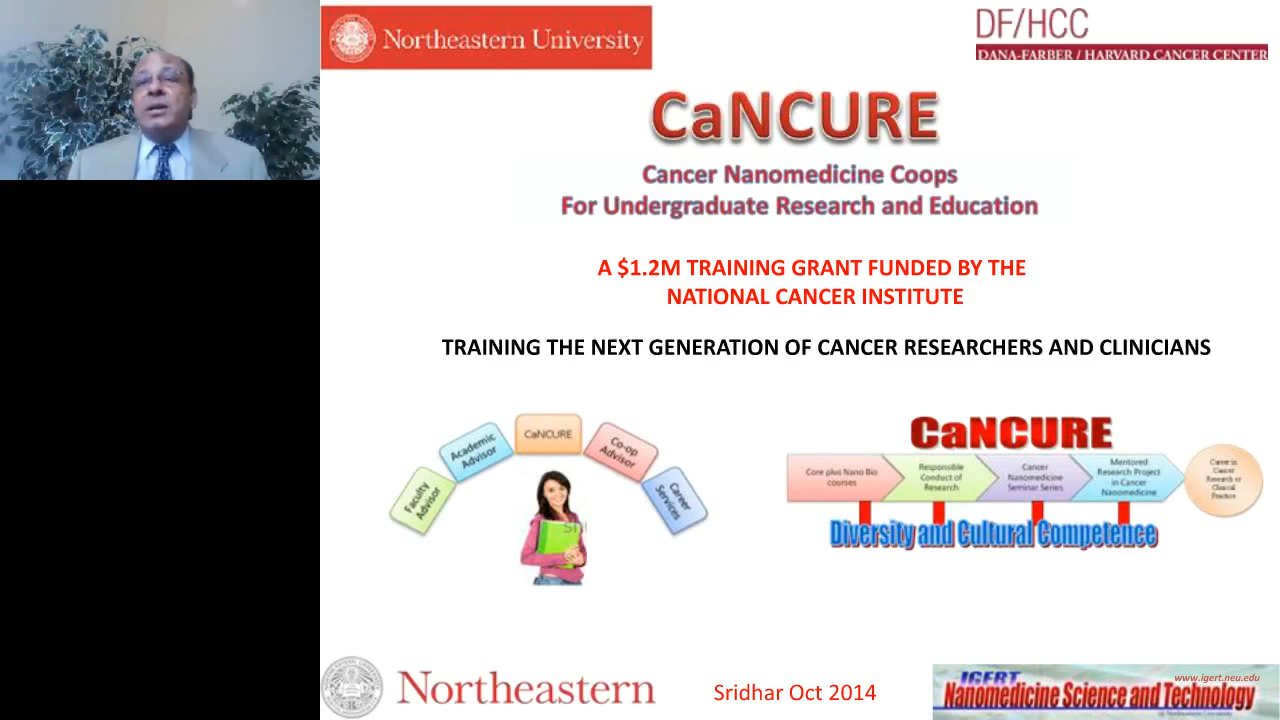 Northeastern University
DF/HCC
DANA-FARBER / HARVARD CANCER CENTER
CaNCURE
Cancer Nanomedicine Coops
For Undergraduate Research and Education
A $1.2M TRAINING GRANT FUNDED BY THE
NATIONAL CANCER INSTITUTE
TRAINING THE NEXT GENERATION OF CANCER RESEARCHERS AND CLINICIANS
Faculty
Advisor
Academic
Advisor
CaNCURE
Co-op
Advisor
Career
Services
CaNCURE
Core plus Nano Bio
courses
Responsible
Conduct of
Research
Cancer
Nanomedicine
Seminar Series
Mentored
Research Project
in Cancer
Nanomedicine
Career in
Cancer
Research or
Clinical
Practice
Diversity and Cultural Competence
Northeastern
Sridhar Oct 2014
IGERT
www.igert.neu.edu
Nanomedicine Science and Technology